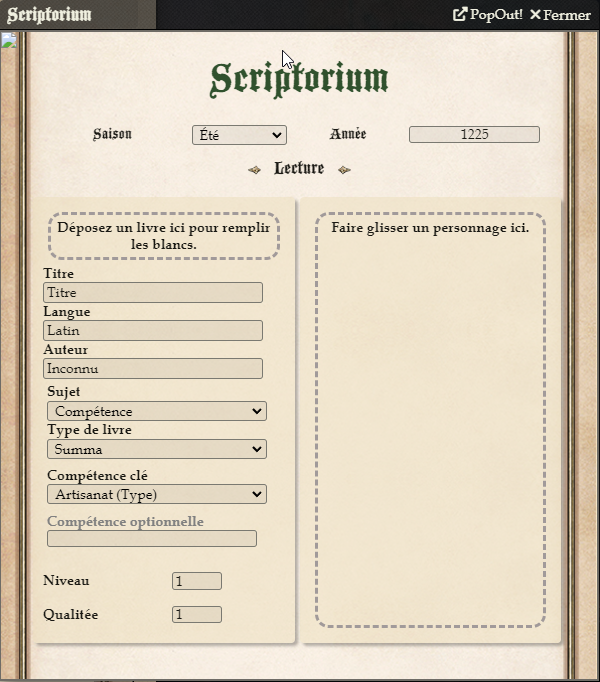 Scriptorium PopOut! Fermer
Scriptorium
Saison Été Année 1225
Lecture
Déposez un livre ici pour remplir
les blancs.
Titre
Titre
Langue
Latin
Auteur
Inconnu
Sujet
Compétence
Type de livre
Summa
Compétence clé
Artisanat (Type)
Compétence optionnelle
Niveau 1
Qualitée 1
Faire glisser un personnage ici.